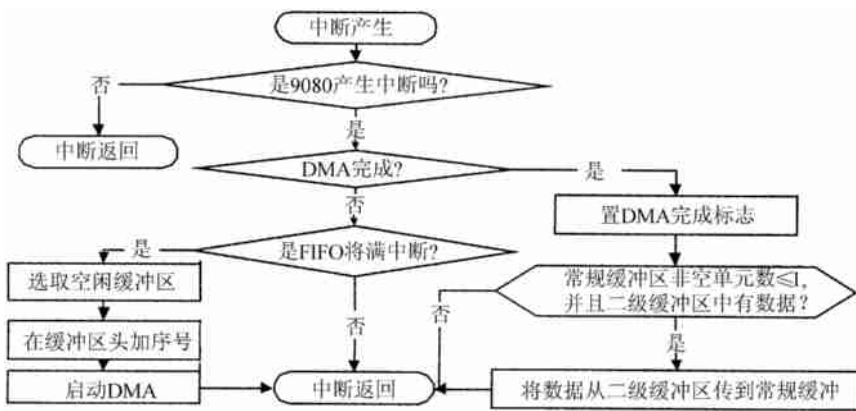 中断产生
否
是9080产生中断吗?
是
中断返回
DMA完成?
是
否
置DMA完成标志
是
是FIFO将满中断?
选取空闲缓冲区
常规缓冲区非空单元数≤1,
并且二级缓冲区中有数据?
否
否
在缓冲区头加序号
是
启动DMA
中断返回
将数据从二级缓冲区传到常规缓冲